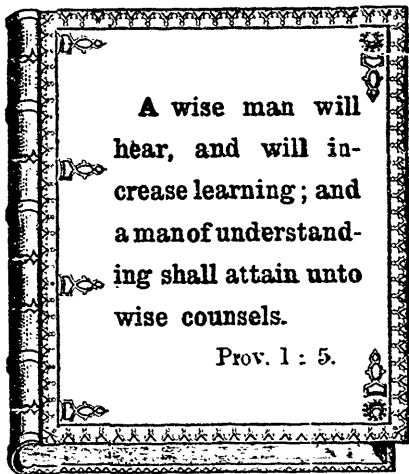 A wise man will
hear, and will in-
crease learning; and
a man of understand-
ing shall attain unto
wise counsels.
Prov. 1 : 5.